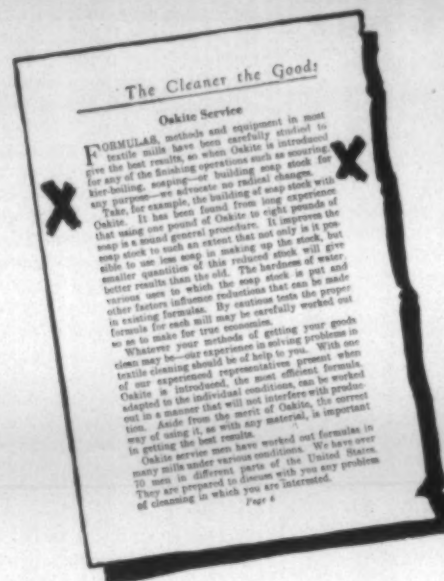 The Cleaner the Goods
Oakite Service
FORMULAS, methods and equipment in most
textile mills have been carefully studied to
give the best results, so when Oakite is introduced
for any of the finishing operations such as scouring,
kier-boiling, soaping—or building soap stock for
any purpose—we advocate no radical changes.
Take, for example, the building of soap stock with
Oakite. It has been found from long experience
that using one pound of Oakite to eight pounds of
soap is a sound general procedure. It improves the
soap stock to such an extent that not only is it pos-
sible to use less soap in making up the stock, but
smaller quantities of this reduced stock will give
better results than the old. The hardness of water,
various uses to which the soap stock is put and
other factors influence reductions that can be made
in existing formulas. By cautious tests the proper
formula for each mill may be carefully worked out
so as to make for true economies.
Whatever your methods of getting your goods
clean may be—our experience in solving problems in
textile cleaning should be of help to you. With one
of our experienced representatives present when
Oakite is introduced, the most efficient formula,
adapted to the individual conditions, can be worked
out in a manner that will not interfere with produc-
tion. Aside from the merit of Oakite, the correct
way of using it, as with any material, is important
in getting the best results.
Oakite service men have worked out formulas in
many mills under various conditions. We have over
70 men in different parts of the United States.
They are prepared to discuss with you any problem
of cleaning in which you are interested.
Page 6